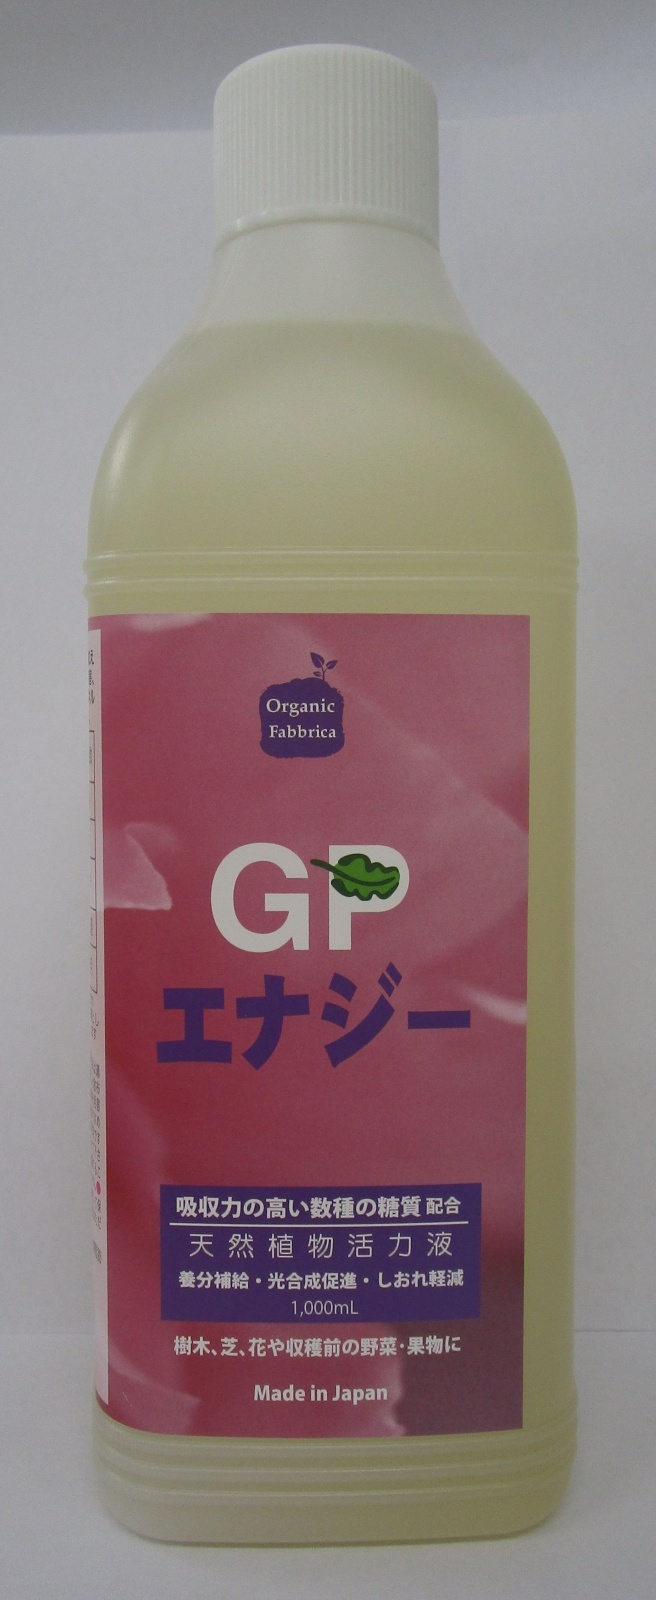 Organic
Fabbrica
GP
エナジー
吸収力の高い数種の糖質配合
天然植物活力液
養分補給・光合成促進・しおれ軽減
1,000mL
樹木、芝、花や収穫前の野菜・果物に
Made in Japan